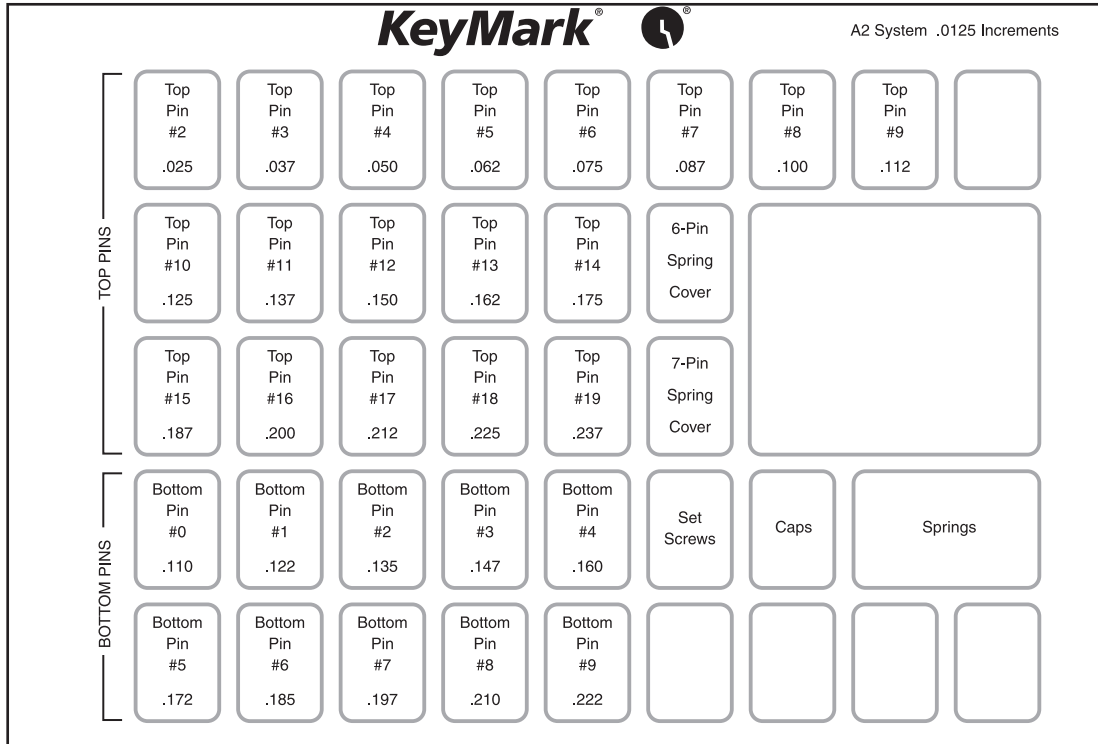 KeyMark® ®
A2 System .0125 Increments
TOP PINS
Top
Pin
#2
.025
Top
Pin
#3
.037
Top
Pin
#4
.050
Top
Pin
#5
.062
Top
Pin
#6
.075
Top
Pin
#7
.087
Top
Pin
#8
.100
Top
Pin
#9
.112
Top
Pin
#10
.125
Top
Pin
#11
.137
Top
Pin
#12
.150
Top
Pin
#13
.162
Top
Pin
#14
.175
6-Pin
Spring
Cover
Top
Pin
#15
.187
Top
Pin
#16
.200
Top
Pin
#17
.212
Top
Pin
#18
.225
Top
Pin
#19
.237
7-Pin
Spring
Cover
BOTTOM PINS
Bottom
Pin
#0
.110
Bottom
Pin
#1
.122
Bottom
Pin
#2
.135
Bottom
Pin
#3
.147
Bottom
Pin
#4
.160
Set
Screws
Caps
Springs
Bottom
Pin
#5
.172
Bottom
Pin
#6
.185
Bottom
Pin
#7
.197
Bottom
Pin
#8
.210
Bottom
Pin
#9
.222